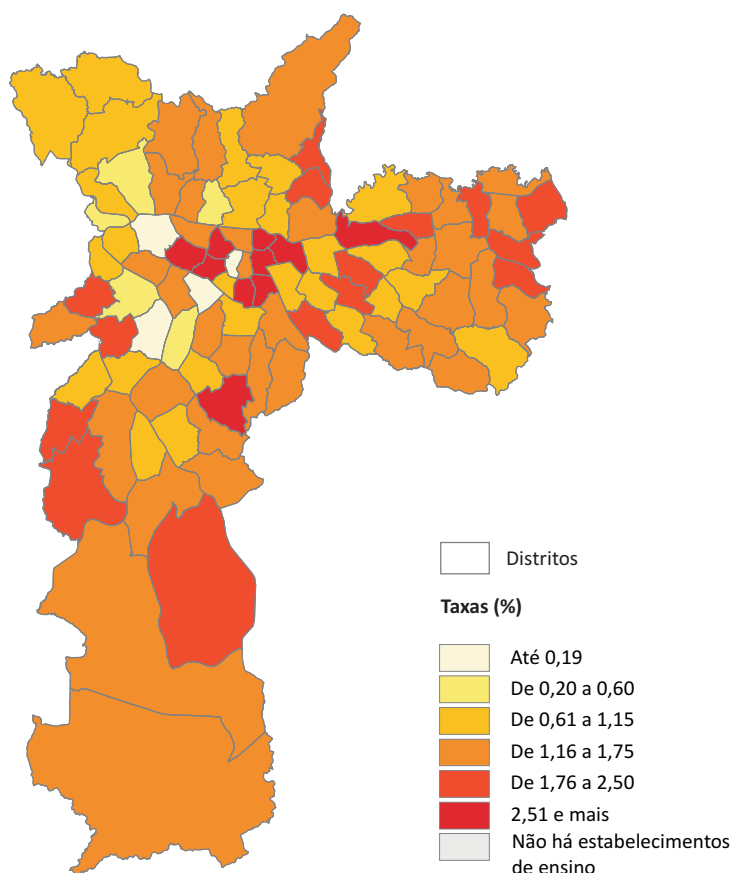 Distritos
Taxas (%)
Até 0,19
De 0,20 a 0,60
De 0,61 a 1,15
De 1,16 a 1,75
De 1,76 a 2,50
2,51 e mais
Não há estabelecimentos
de ensino